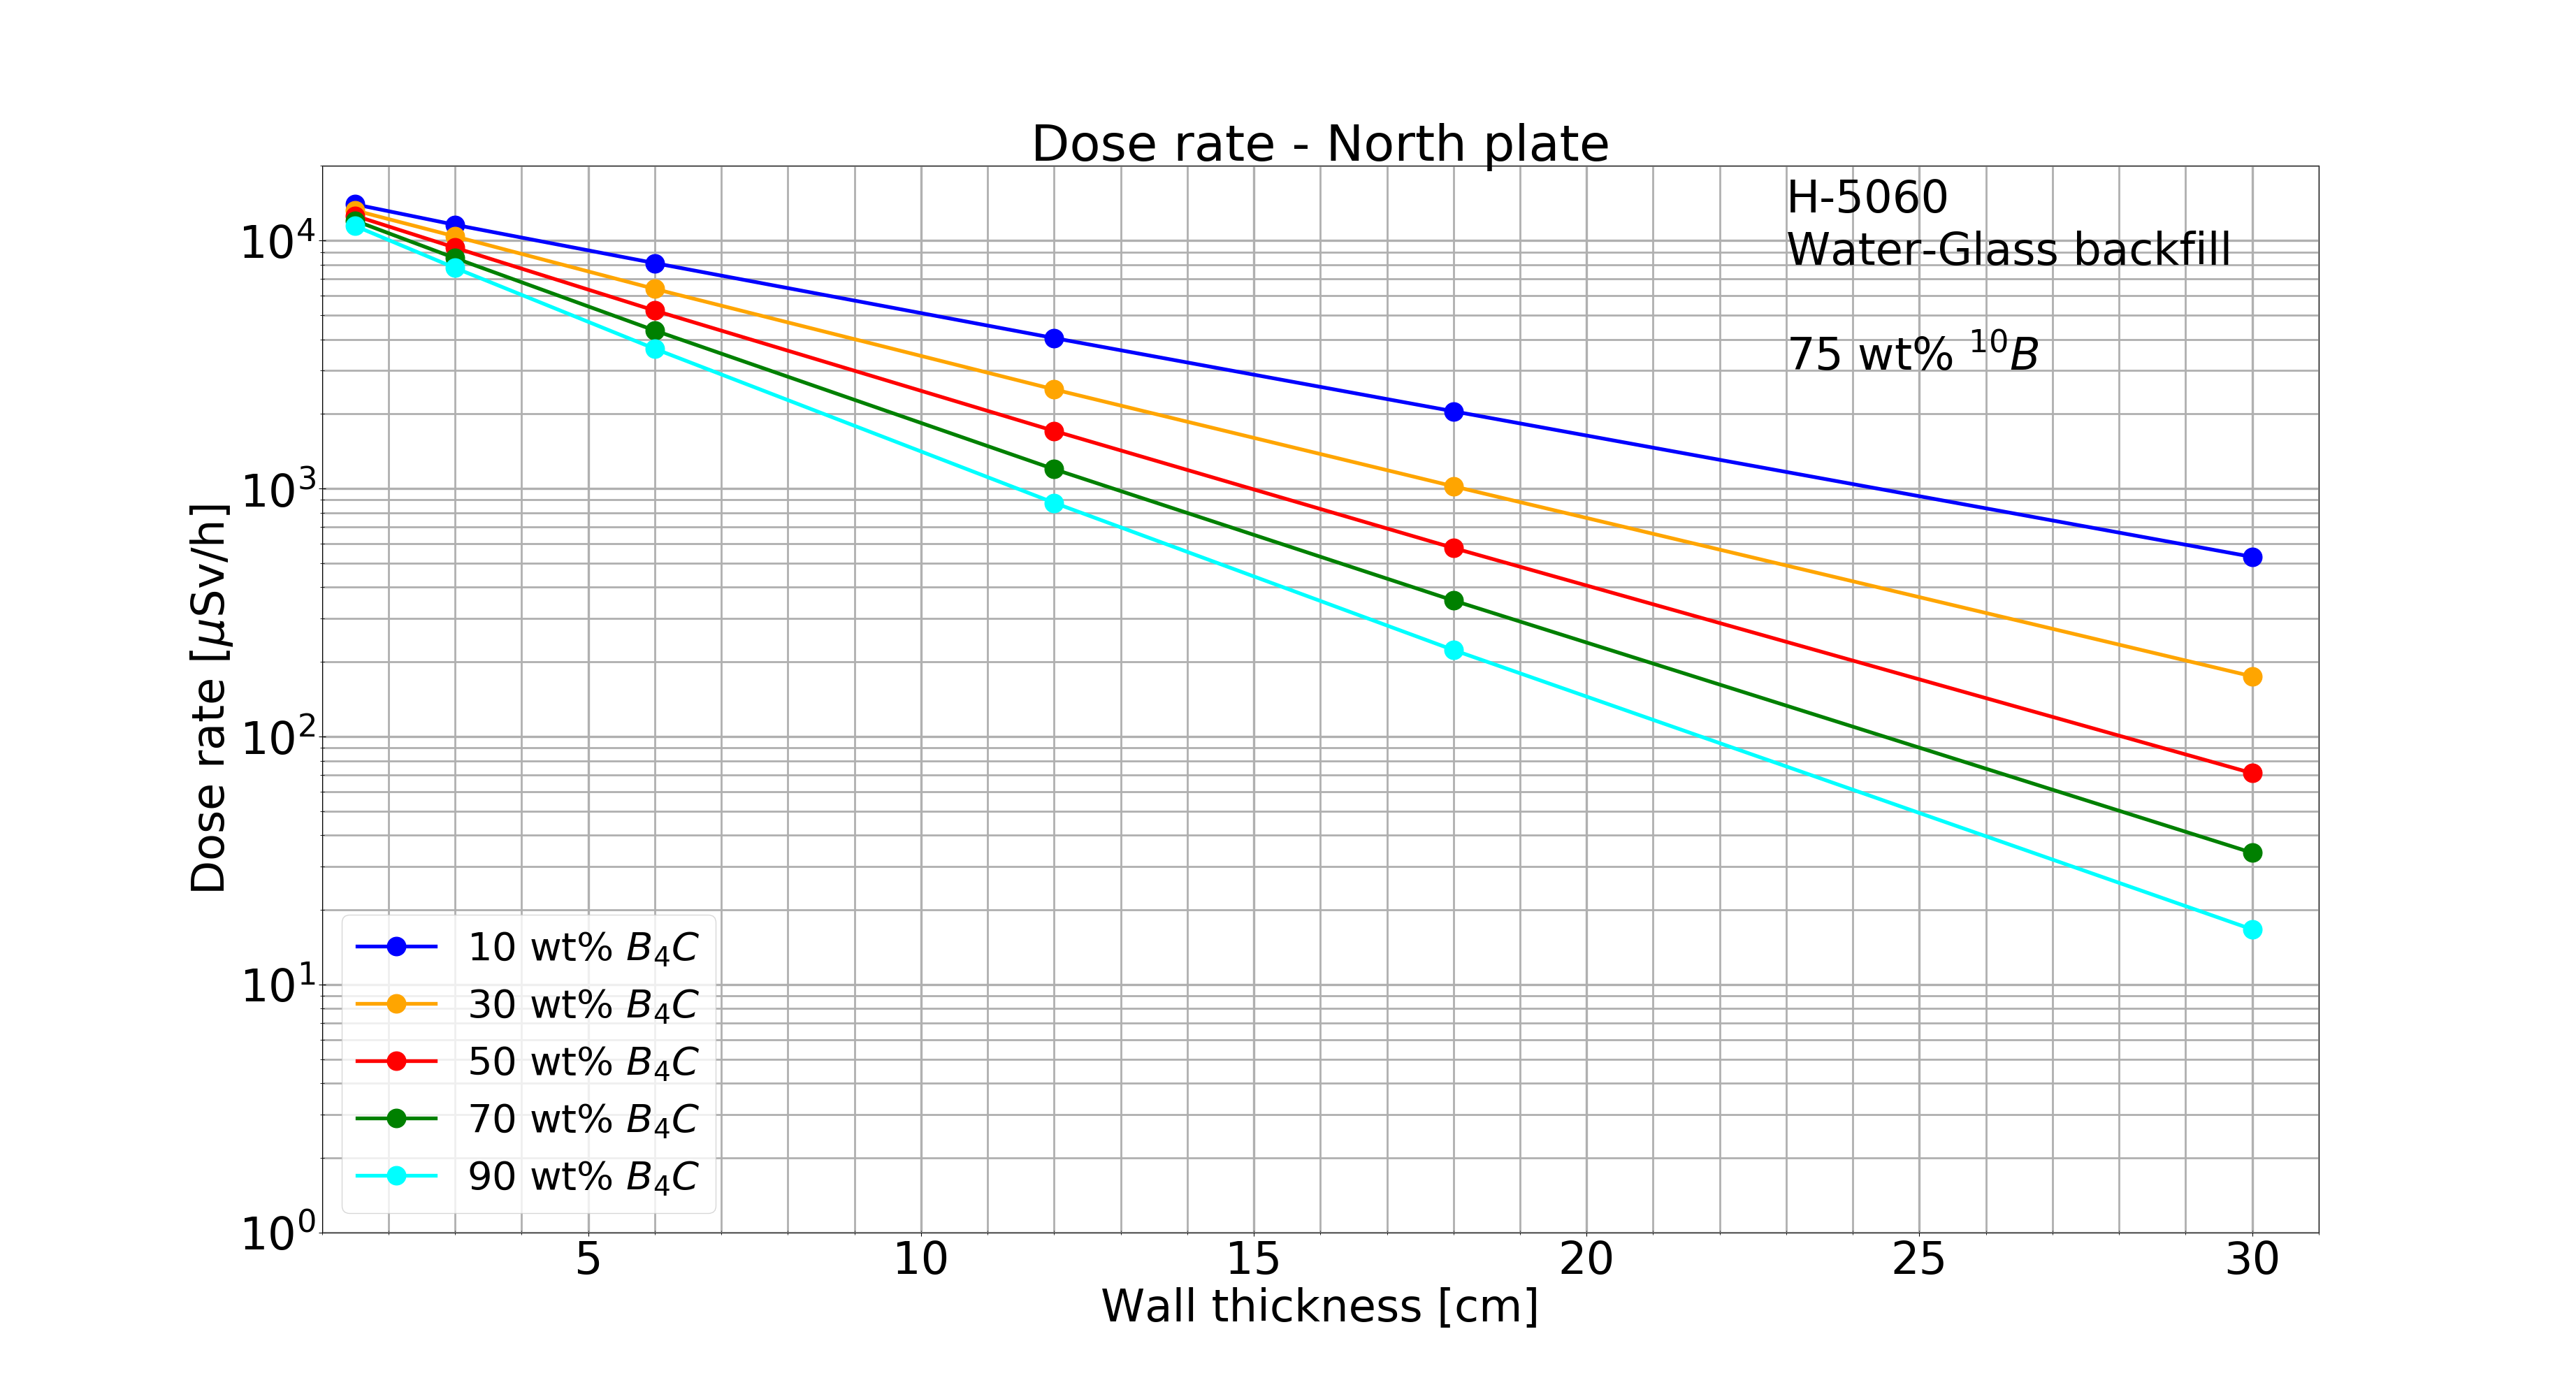 Dose rate - North plate
H-5060
Water-Glass backfill
75 wt% ¹⁰B
Dose rate [μSv/h]
10⁴
10³
10²
10¹
10⁰
10 wt% B₄C
30 wt% B₄C
50 wt% B₄C
70 wt% B₄C
90 wt% B₄C
5 10 15 20 25 30
Wall thickness [cm]